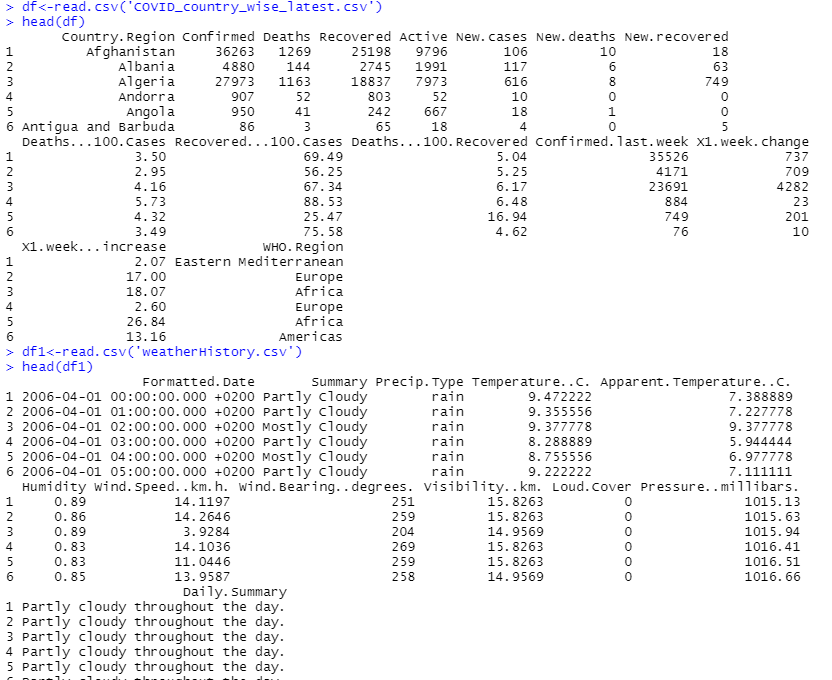 > df<-read.csv('COVID_country_wise_latest.csv')
> head(df)
Country.Region Confirmed Deaths Recovered Active New.cases New.deaths New.recovered
1 Afghanistan 36263 1269 25198 9796 106 10 18
2 Albania 4880 144 2745 1991 117 6 63
3 Algeria 27973 1163 18837 7973 616 8 749
4 Andorra 907 52 803 52 10 0 0
5 Angola 950 41 242 667 18 1 0
6 Antigua and Barbuda 86 3 65 18 4 0 5
Deaths...100.Cases Recovered...100.Cases Deaths...100.Recovered Confirmed.last.week X1.week.change
1 3.50 69.49 5.04 35526 737
2 2.95 56.25 5.25 4171 709
3 4.16 67.34 6.17 23691 4282
4 5.73 88.53 6.48 884 23
5 4.32 25.47 16.94 749 201
6 3.49 75.58 4.62 76 10
X1.week...increase WHO.Region
1 2.07 Eastern Mediterranean
2 17.00 Europe
3 18.07 Africa
4 2.60 Europe
5 26.84 Africa
6 13.16 Americas
> df1<-read.csv('weatherHistory.csv')
> head(df1)
Formatted.Date Summary Precip.Type Temperature..C. Apparent.Temperature..C.
1 2006-04-01 00:00:00.000 +0200 Partly Cloudy rain 9.472222 7.388889
2 2006-04-01 01:00:00.000 +0200 Partly Cloudy rain 9.355556 7.227778
3 2006-04-01 02:00:00.000 +0200 Mostly Cloudy rain 9.377778 9.377778
4 2006-04-01 03:00:00.000 +0200 Partly Cloudy rain 8.288889 5.944444
5 2006-04-01 04:00:00.000 +0200 Mostly Cloudy rain 8.755556 6.977778
6 2006-04-01 05:00:00.000 +0200 Partly Cloudy rain 9.222222 7.111111
Humidity Wind.Speed..km.h. Wind.Bearing..degrees. Visibility..km. Loud.Cover Pressure..millibars.
1 0.89 14.1197 251 15.8263 0 1015.13
2 0.86 14.2646 259 15.8263 0 1015.63
3 0.89 3.9284 204 14.9569 0 1015.94
4 0.83 14.1036 269 15.8263 0 1016.41
5 0.83 11.0446 259 15.8263 0 1016.51
6 0.85 13.9587 258 14.9569 0 1016.66
Daily.Summary
1 Partly cloudy throughout the day.
2 Partly cloudy throughout the day.
3 Partly cloudy throughout the day.
4 Partly cloudy throughout the day.
5 Partly cloudy throughout the day.
6 Partly cloudy throughout the day.